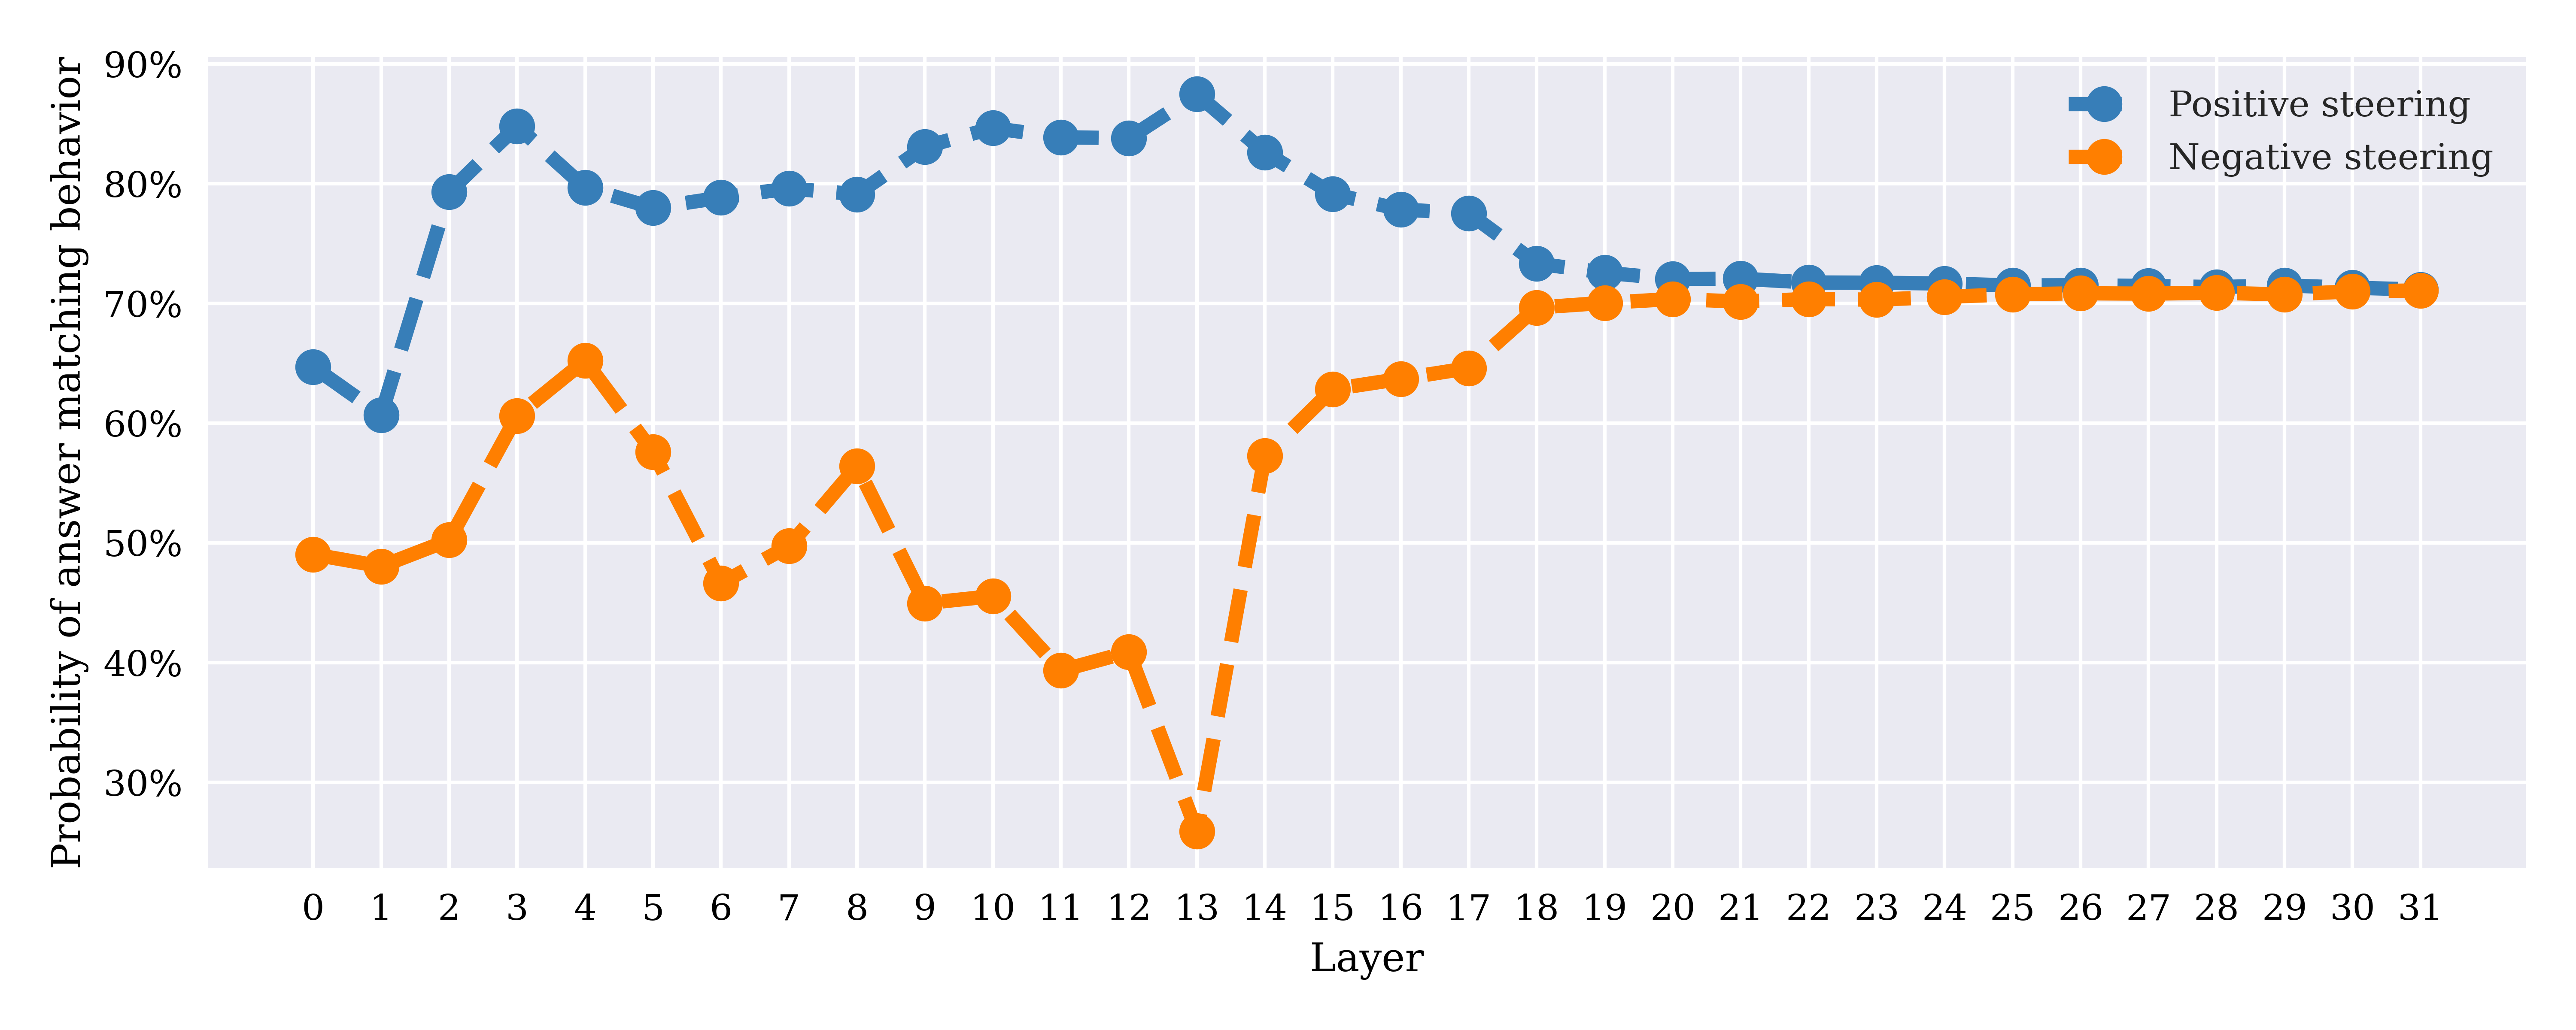 Probability of answer matching behavior
90%
80%
70%
60%
50%
40%
30%
Positive steering
Negative steering
0 1 2 3 4 5 6 7 8 9 10 11 12 13 14 15 16 17 18 19 20 21 22 23 24 25 26 27 28 29 30 31
Layer